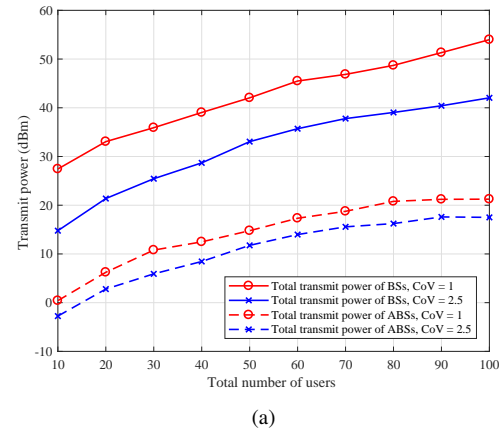 60
50
40
30
20
10
0
-10
Transmit power (dBm)
Total transmit power of BSs, CoV = 1
Total transmit power of BSs, CoV = 2.5
Total transmit power of ABSs, CoV = 1
Total transmit power of ABSs, CoV = 2.5
10 20 30 40 50 60 70 80 90 100
Total number of users
(a)